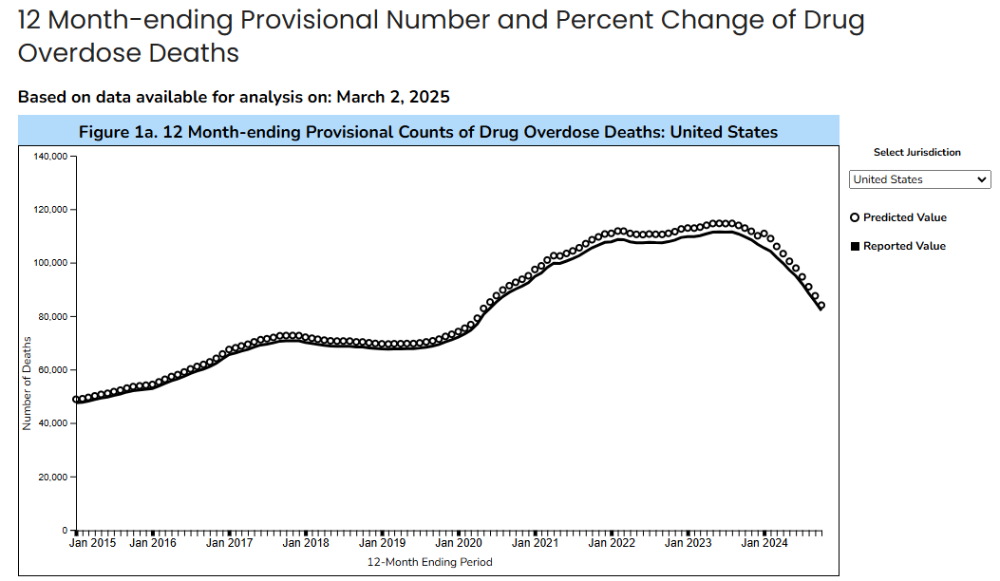 12 Month-ending Provisional Number and Percent Change of Drug
Overdose Deaths
Based on data available for analysis on: March 2, 2025
Figure 1a. 12 Month-ending Provisional Counts of Drug Overdose Deaths: United States
140,000
120,000
100,000
80,000
60,000
40,000
20,000
0
Number of Deaths
Jan 2015 Jan 2016 Jan 2017 Jan 2018 Jan 2019 Jan 2020 Jan 2021 Jan 2022 Jan 2023 Jan 2024
12-Month Ending Period
Select Jurisdiction
United States
Predicted Value
Reported Value